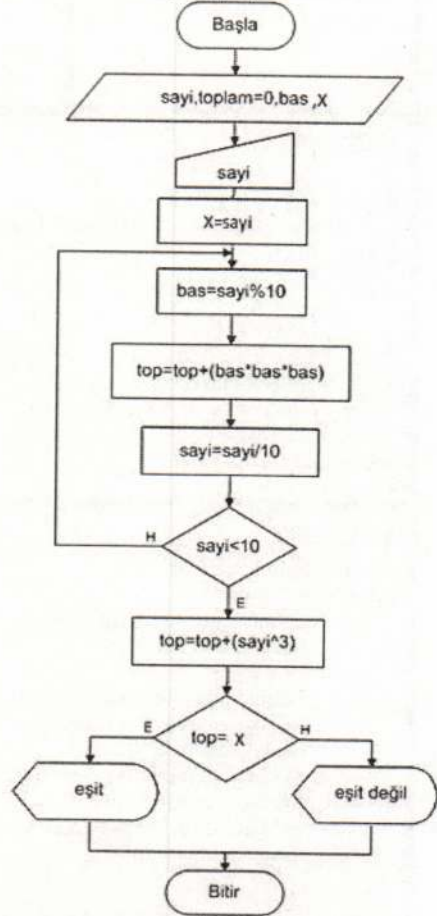 Başla
sayi,toplam=0,bas ,X
sayi
X=sayi
bas=sayi%10
top=top+(bas*bas*bas)
sayi=sayi/10
H
sayi<10
E
top=top+(sayi^3)
E
top= X
H
eşit
eşit değil
Bitir